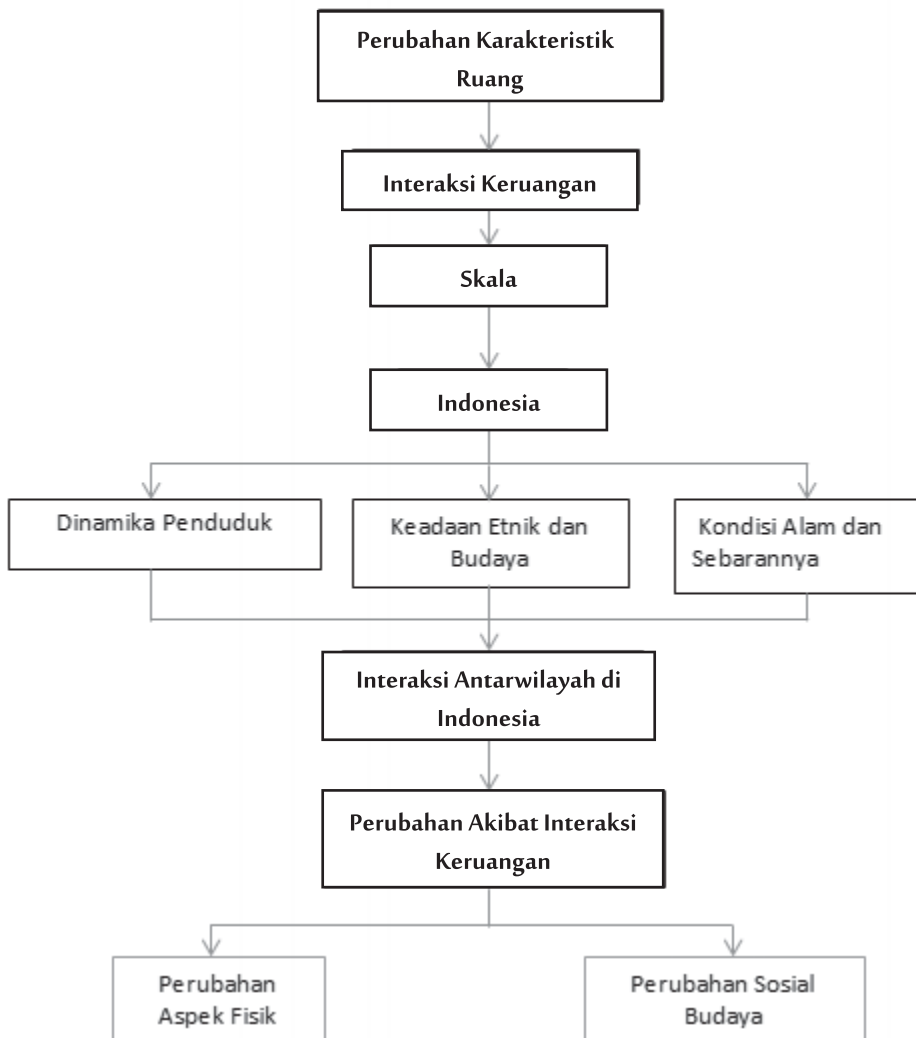 Perubahan Karakteristik
Ruang
Interaksi Keruangan
Skala
Indonesia
Dinamika Penduduk
Keadaan Etnik dan
Budaya
Kondisi Alam dan
Sebarannya
Interaksi Antarwilayah di
Indonesia
Perubahan Akibat Interaksi
Keruangan
Perubahan
Aspek Fisik
Perubahan Sosial
Budaya